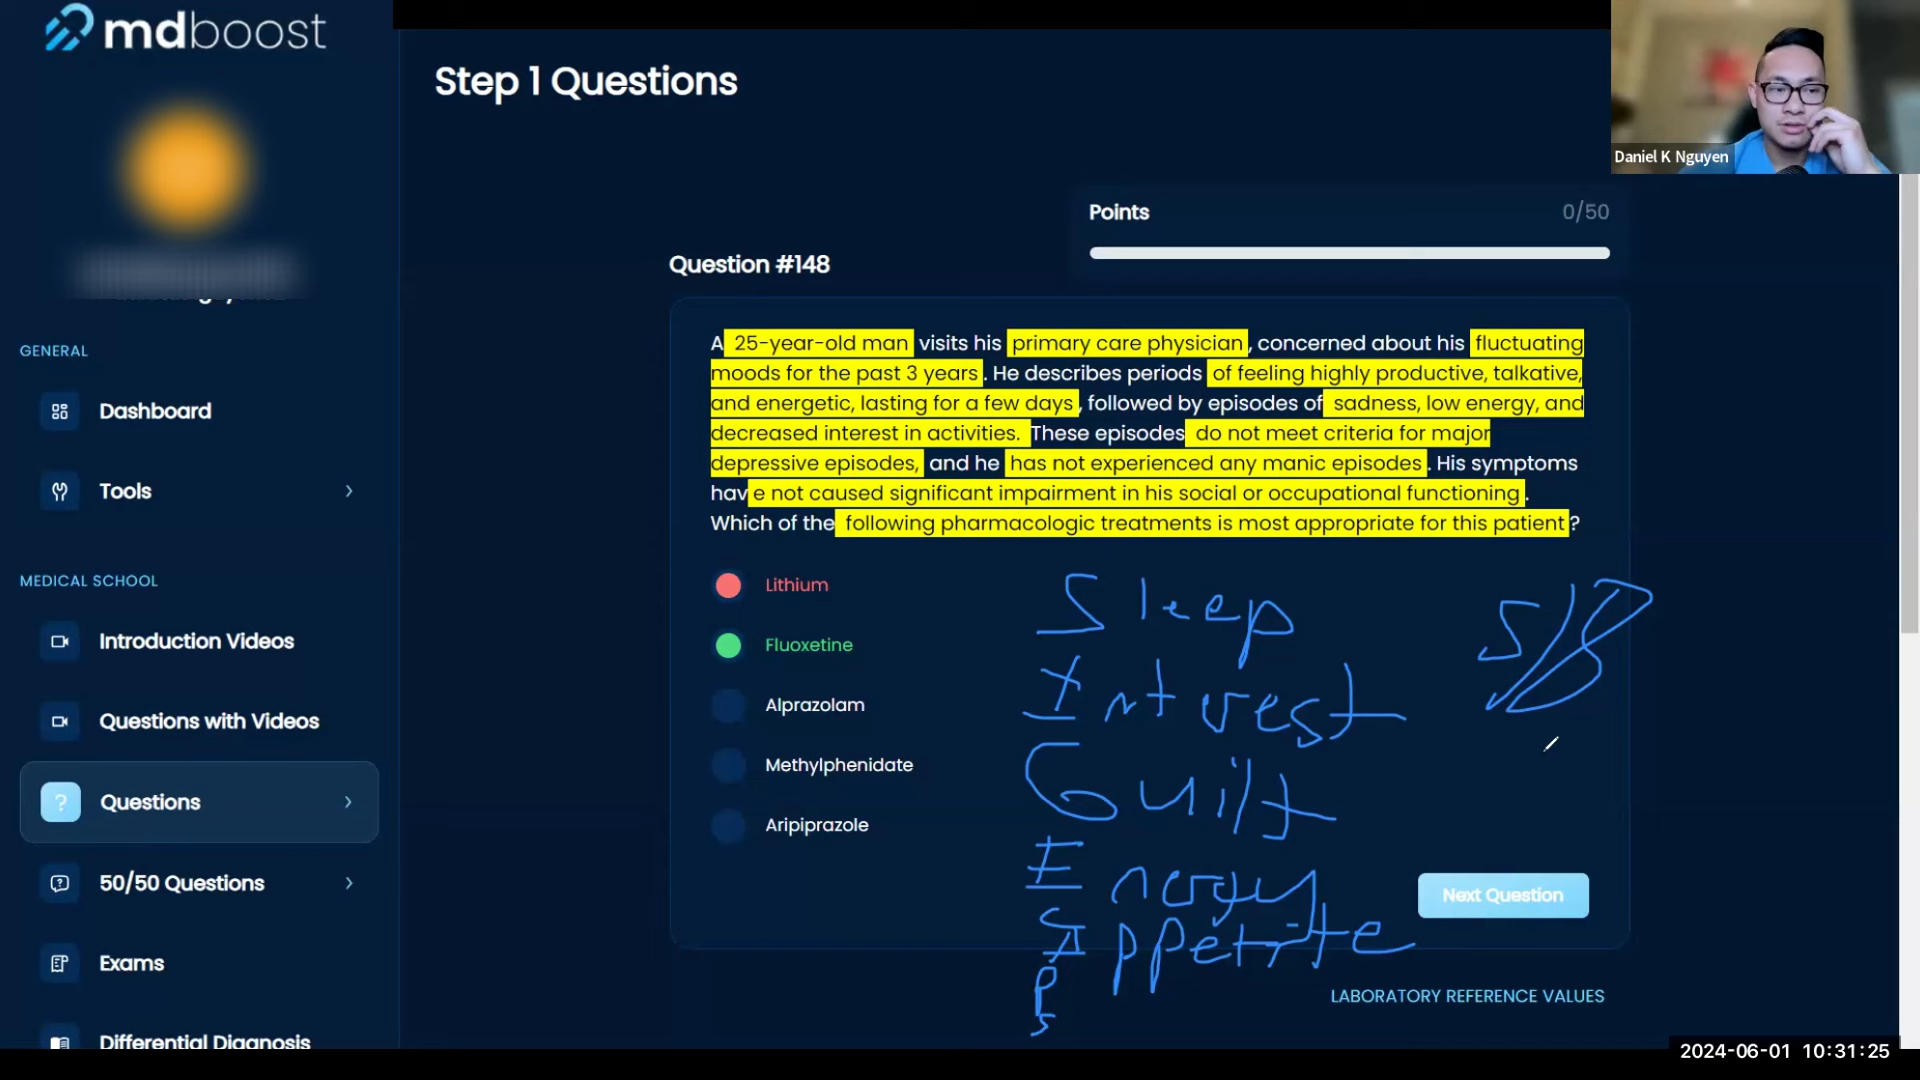 mdboost
Step 1 Questions
Daniel K Nguyen
Points
0/50
Question #148
GENERAL
Dashboard
Tools
MEDICAL SCHOOL
Introduction Videos
Questions with Videos
Questions
50/50 Questions
Exams
Differential Diagnosis
A 25-year-old man visits his primary care physician, concerned about his fluctuating
moods for the past 3 years. He describes periods of feeling highly productive, talkative,
and energetic, lasting for a few days, followed by episodes of sadness, low energy, and
decreased interest in activities. These episodes do not meet criteria for major
depressive episodes, and he has not experienced any manic episodes. His symptoms
have not caused significant impairment in his social or occupational functioning.
Which of the following pharmacologic treatments is most appropriate for this patient?
Lithium
Fluoxetine
Alprazolam
Methylphenidate
Aripiprazole
Sleep
Interest
Guilt
Energy
C
Appetite
P
S
5/8
Next Question
LABORATORY REFERENCE VALUES
2024-06-01 10:31:25